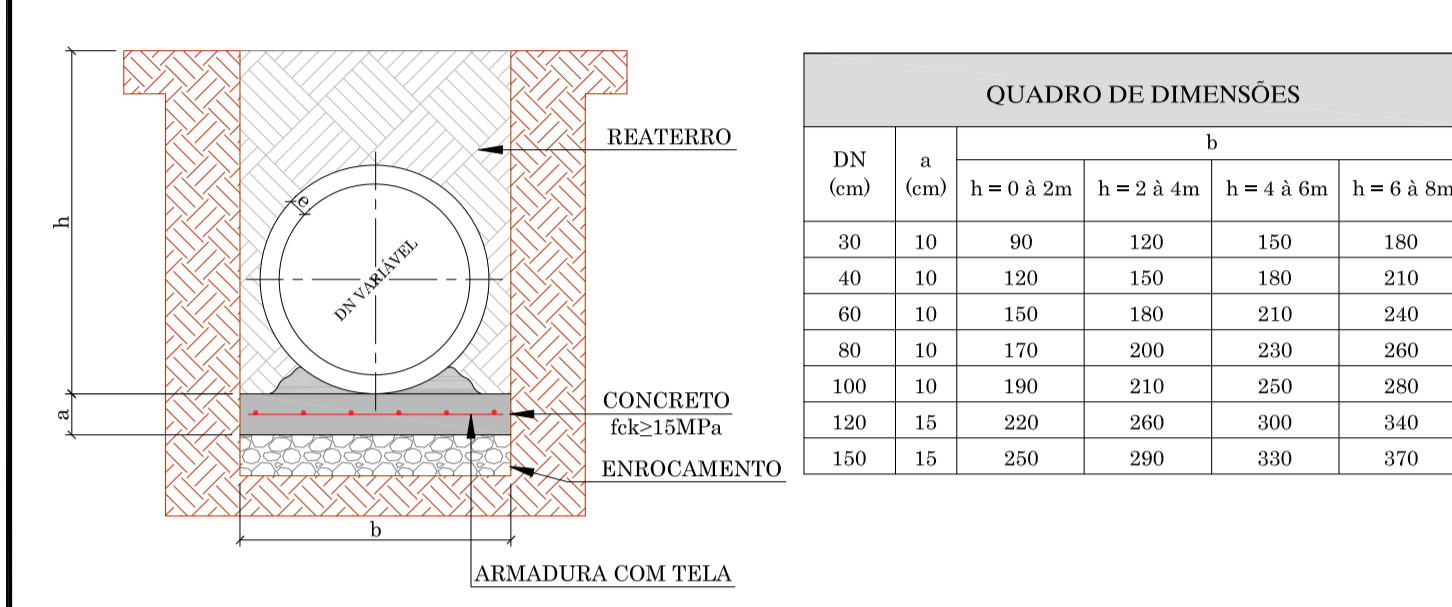 h
a
b
e
DN VARIÁVEL
REATERRO
CONCRETO
fck≥15MPa
ENROCAMENTO
ARMADURA COM TELA
QUADRO DE DIMENSÕES
DN (cm) a (cm) b
h = 0 à 2m h = 2 à 4m h = 4 à 6m h = 6 à 8m
30 10 90 120 150 180
40 10 120 150 180 210
60 10 150 180 210 240
80 10 170 200 230 260
100 10 190 210 250 280
120 15 220 260 300 340
150 15 250 290 330 370